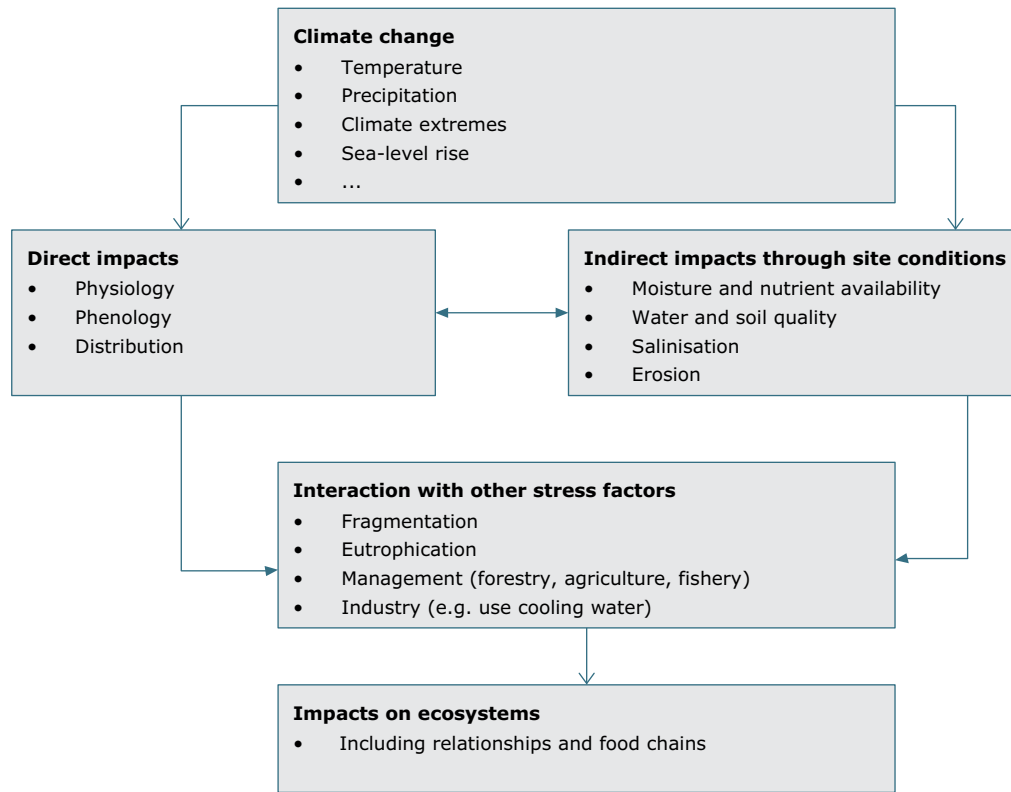 Climate change
• Temperature
• Precipitation
• Climate extremes
• Sea-level rise
• ...
Direct impacts
• Physiology
• Phenology
• Distribution
Indirect impacts through site conditions
• Moisture and nutrient availability
• Water and soil quality
• Salinisation
• Erosion
Interaction with other stress factors
• Fragmentation
• Eutrophication
• Management (forestry, agriculture, fishery)
• Industry (e.g. use cooling water)
Impacts on ecosystems
• Including relationships and food chains